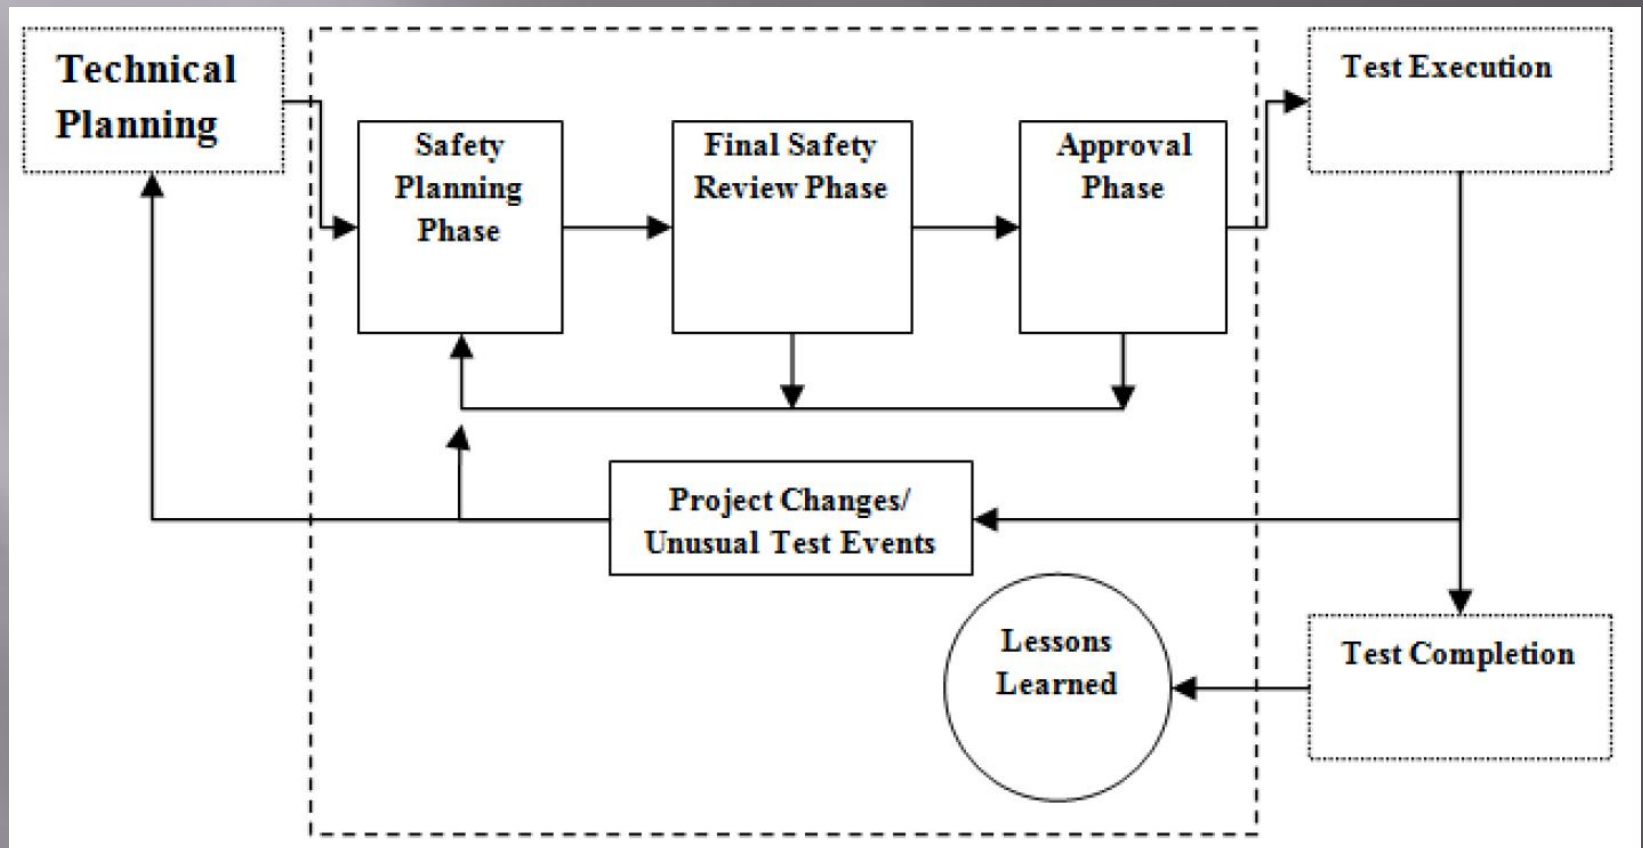 Technical
Planning
Safety
Planning
Phase
Final Safety
Review Phase
Approval
Phase
Test Execution
Project Changes/
Unusual Test Events
Lessons
Learned
Test Completion